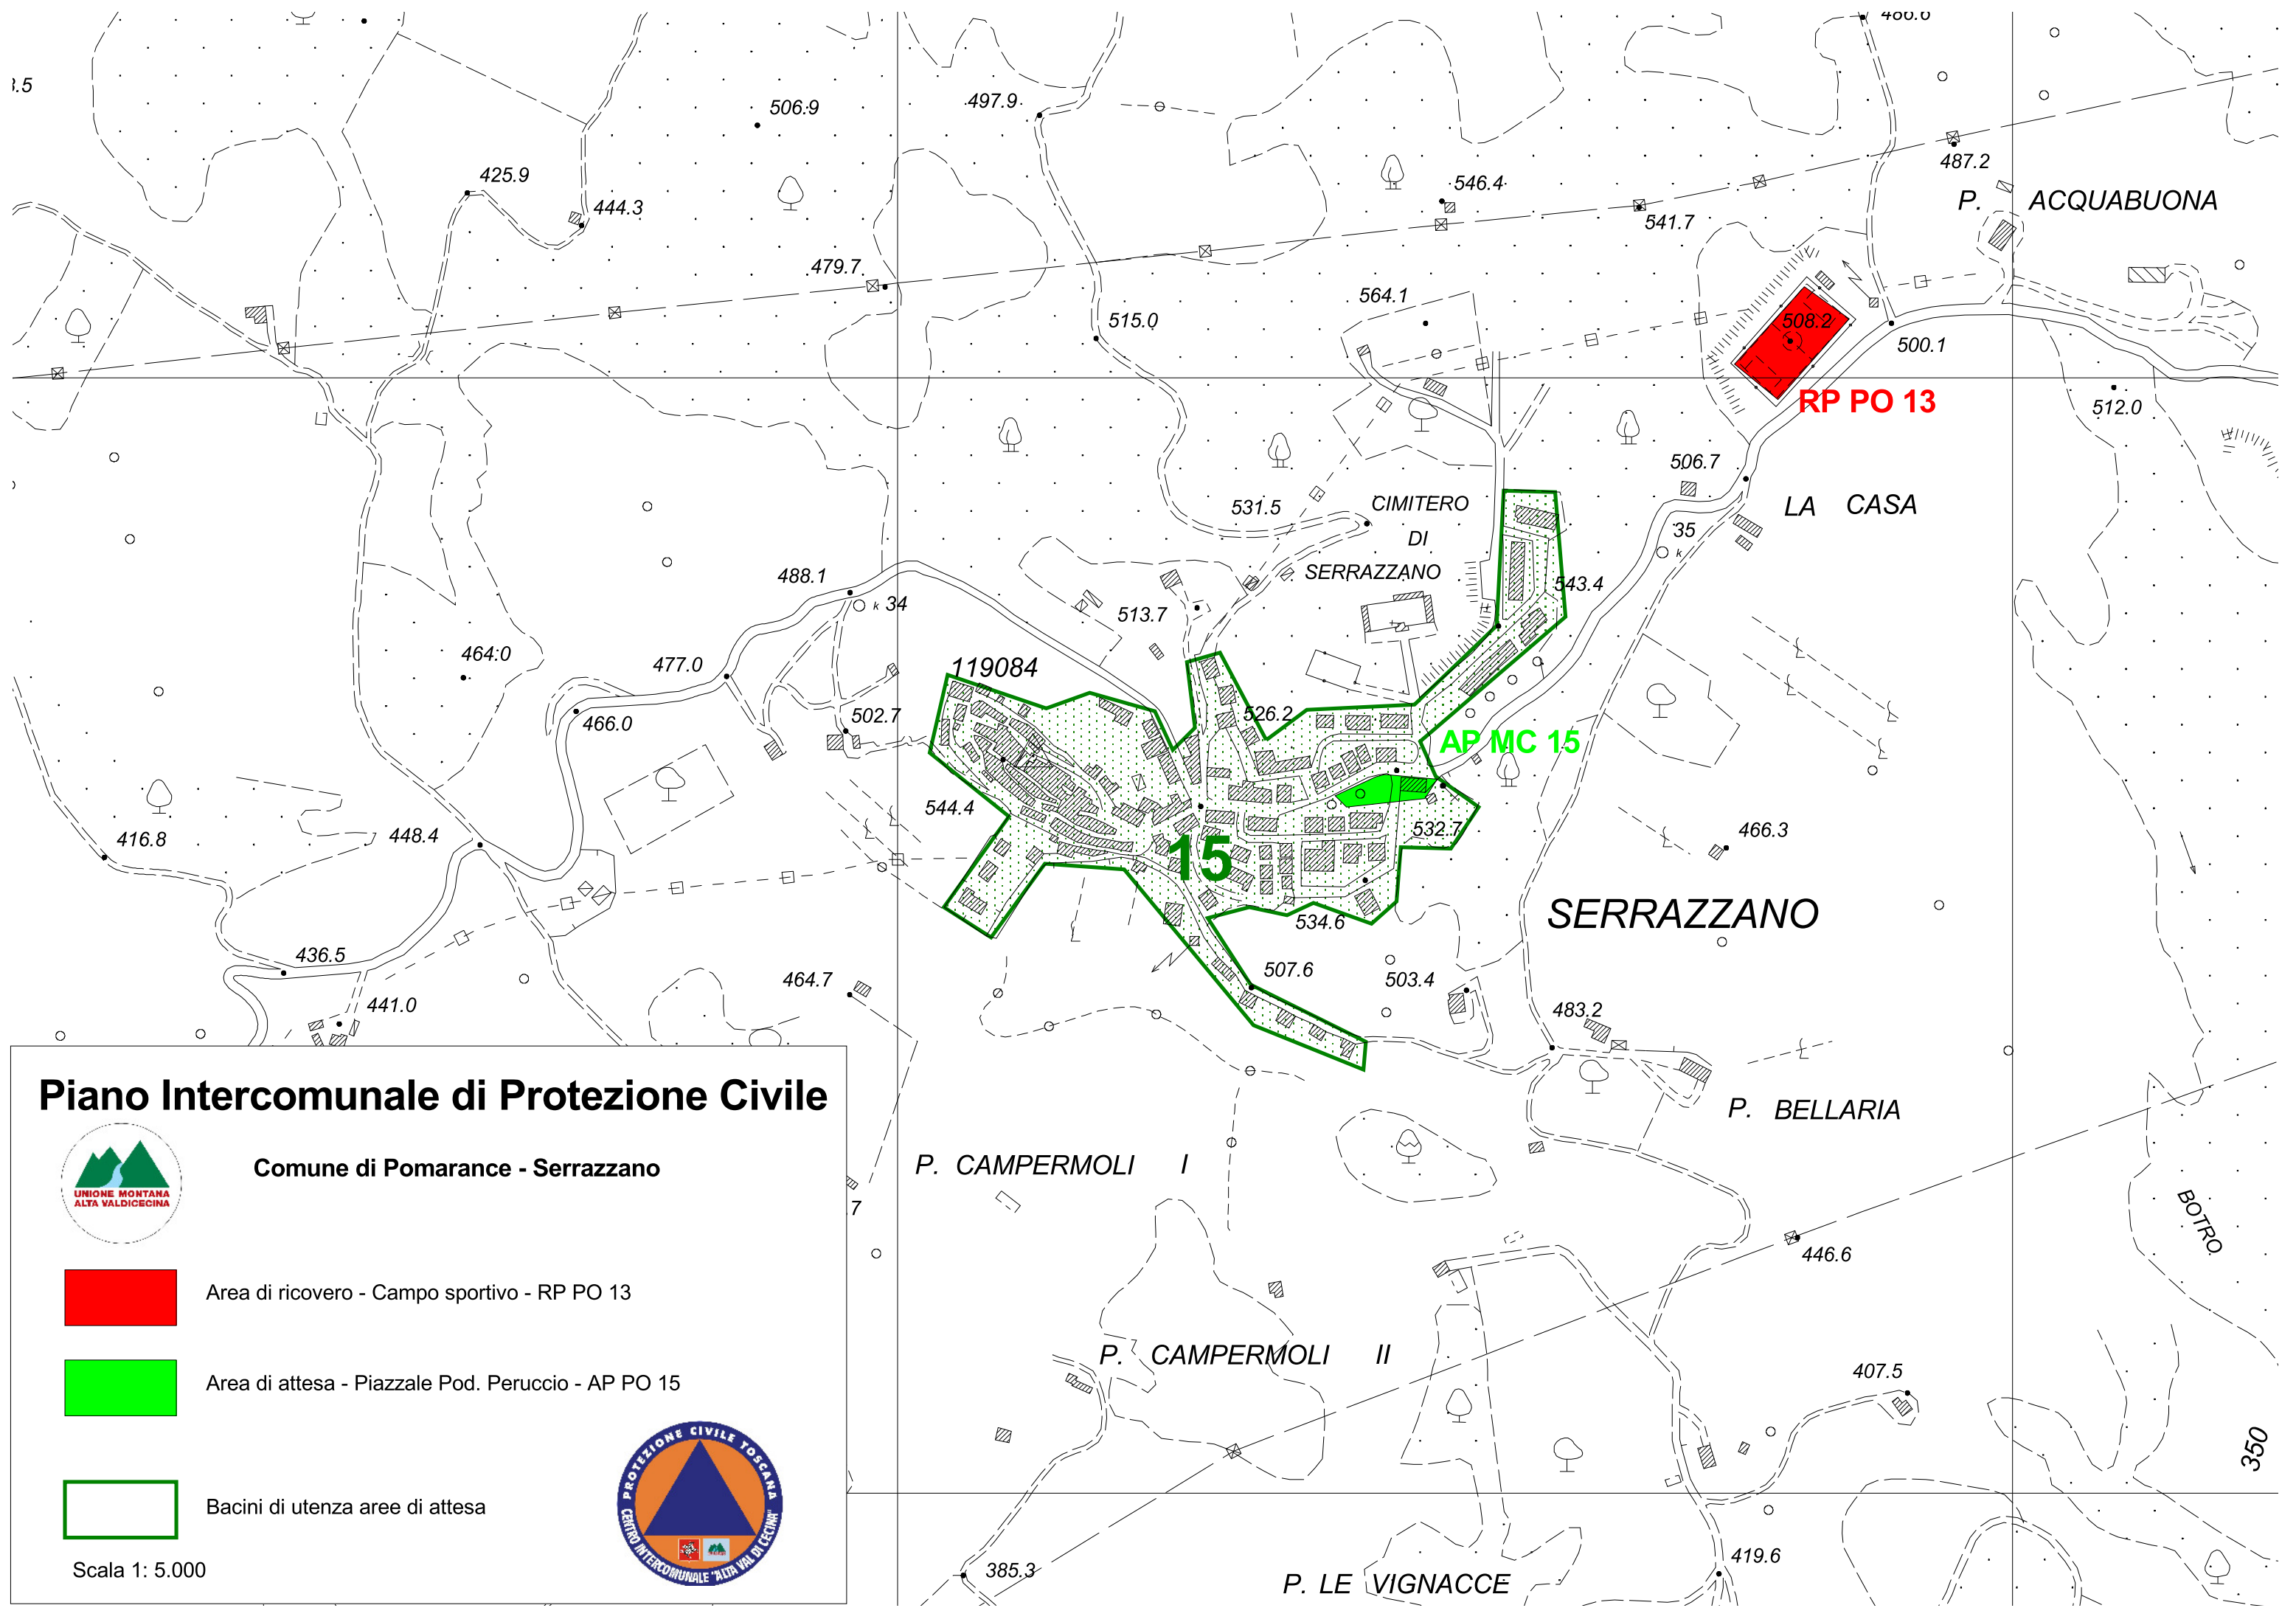 486.6
3.5
506.9
497.9
425.9
487.2
546.4
444.3
P. ACQUABUONA
541.7
479.7
564.1
515.0
508.2
500.1
RP PO 13
512.0
506.7
CIMITERO
DI
SERRAZZANO
531.5
LA CASA
35
k
488.1
k 34
543.4
513.7
464.0
477.0
119084
466.0
502.7
526.2
AP MC 15
544.4
416.8
448.4
532.7
466.3
15
SERRAZZANO
534.6
436.5
507.6
464.7
503.4
441.0
483.2
P. BELLARIA
P. CAMPERMOLI I
7
BOTRO
446.6
P. CAMPERMOLI II
407.5
350
385.3
419.6
P. LE VIGNACCE
Piano Intercomunale di Protezione Civile
Comune di Pomarance - Serrazzano
UNIONE MONTANA
ALTA VALDICECINA
Area di ricovero - Campo sportivo - RP PO 13
Area di attesa - Piazzale Pod. Peruccio - AP PO 15
Bacini di utenza aree di attesa
Scala 1: 5.000
PROTEZIONE CIVILE TOSCANA
CENTRO INTERCOMUNALE "ALTA VAL DI CECINA"